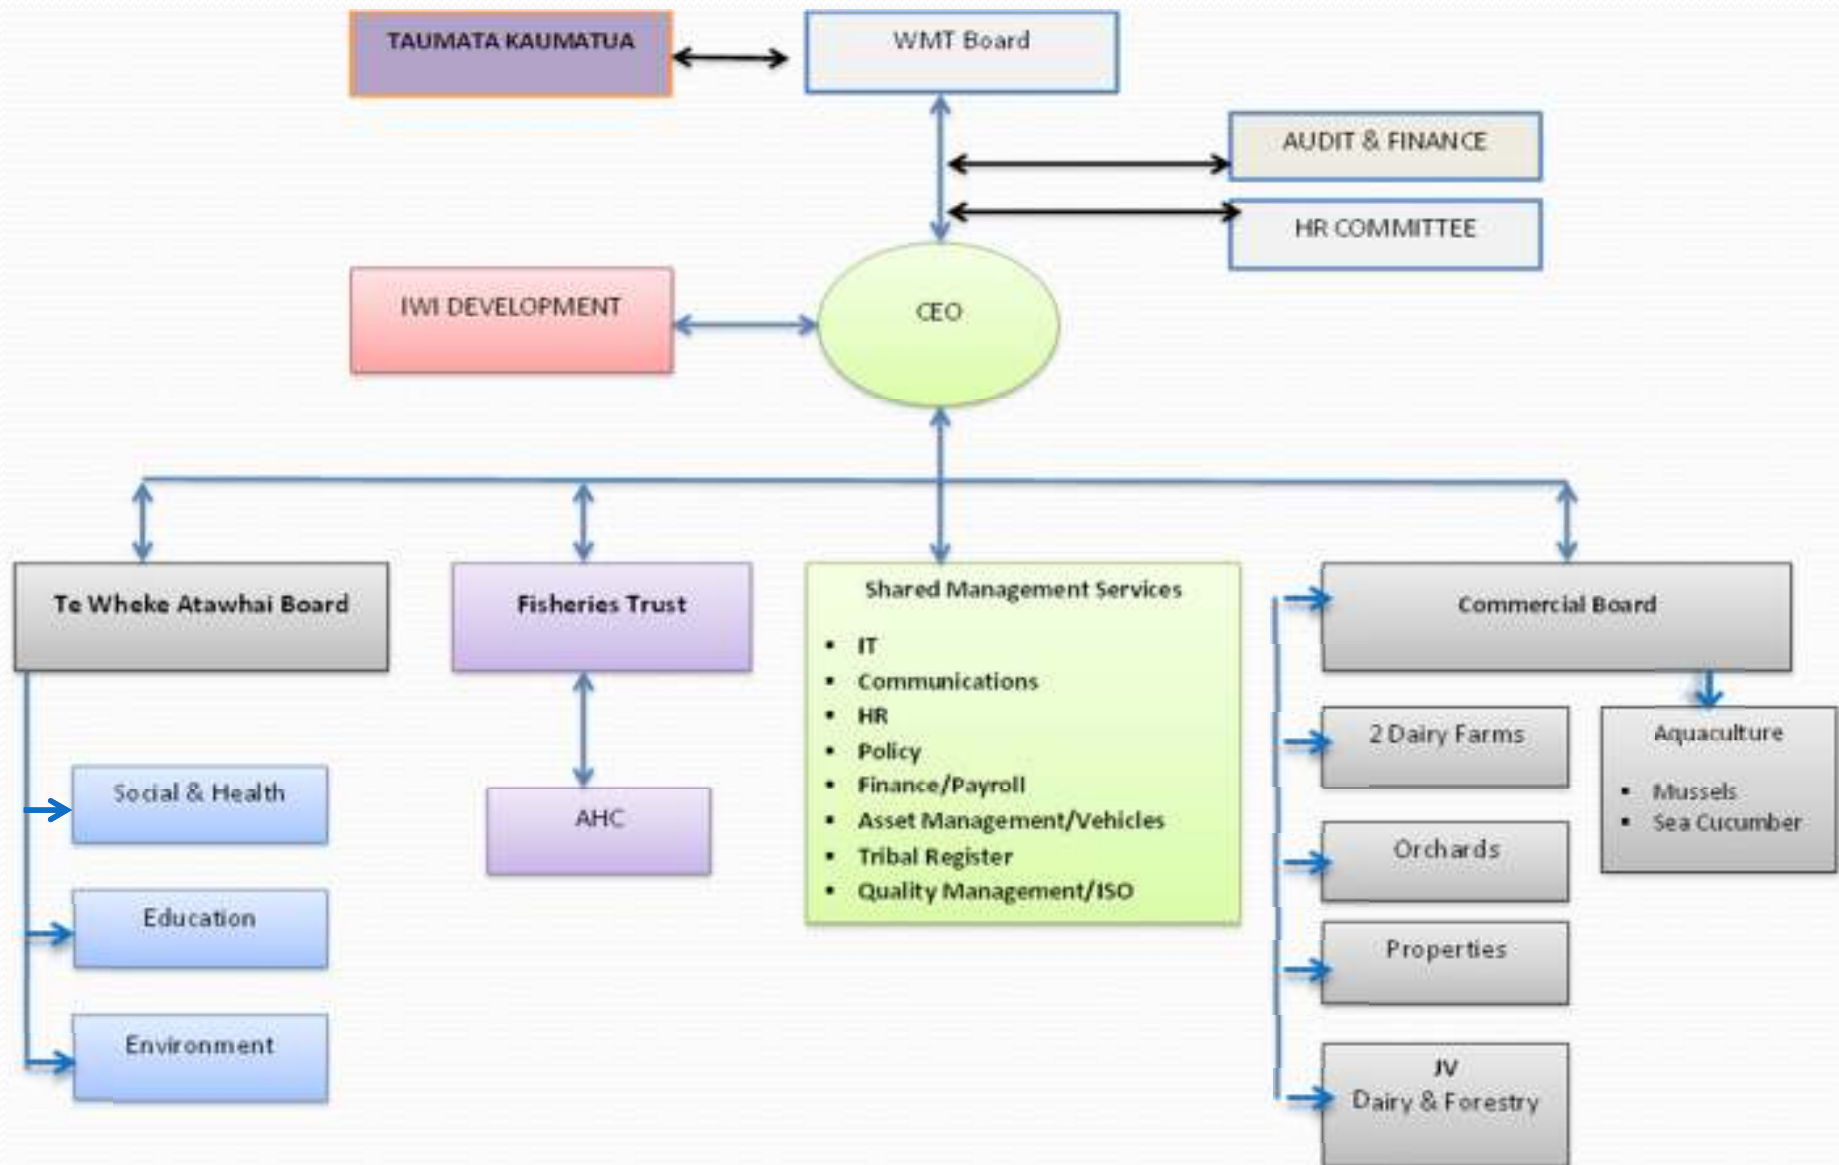 TAUMATA KAUMATUA
WMT Board
AUDIT & FINANCE
HR COMMITTEE
IWI DEVELOPMENT
CEO
Te Wheke Atawhai Board
Social & Health
Education
Environment
Fisheries Trust
AHC
Shared Management Services
▪ IT
▪ Communications
▪ HR
▪ Policy
▪ Finance/Payroll
▪ Asset Management/Vehicles
▪ Tribal Register
▪ Quality Management/ISO
Commercial Board
2 Dairy Farms
Orchards
Properties
JV
Dairy & Forestry
Aquaculture
▪ Mussels
▪ Sea Cucumber